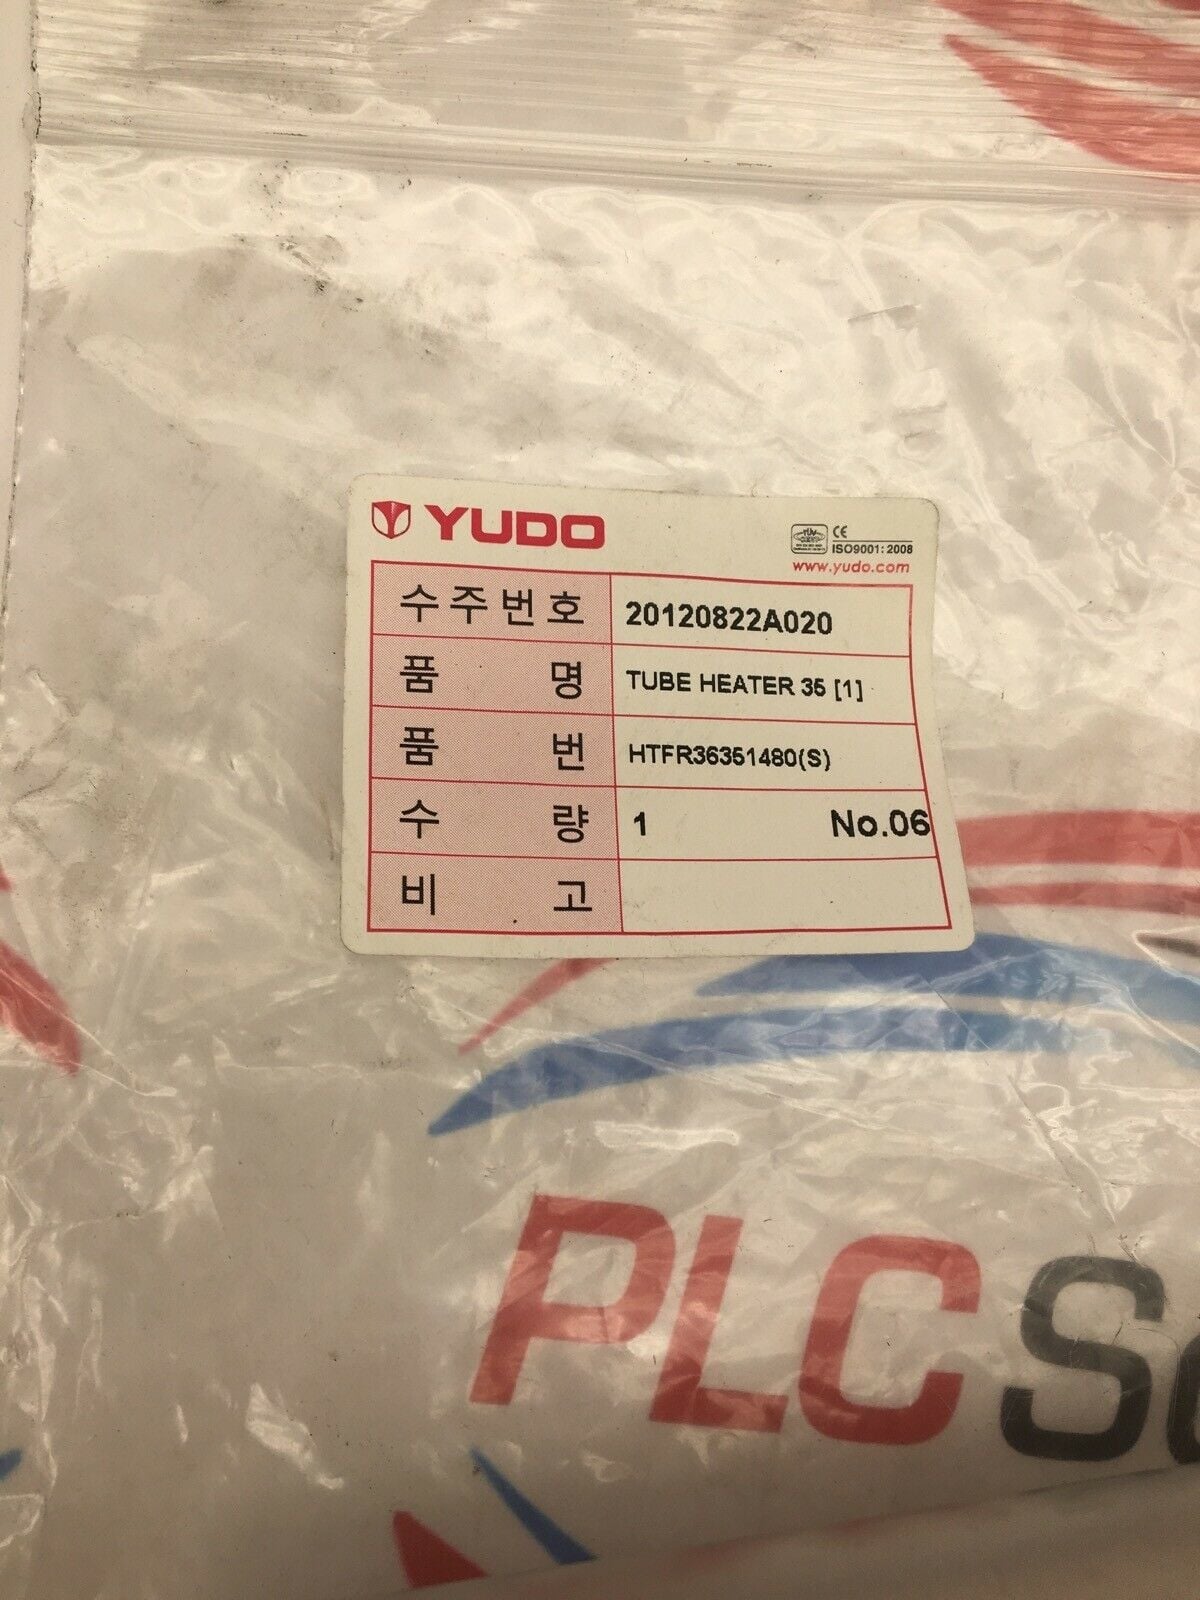 YUDO
CE
ISO9001:2008
www.yudo.com
수주번호 20120822A020
품명 TUBE HEATER 35 [1]
품번 HTFR36351480(S)
수량 1 No.06
비고
PLC